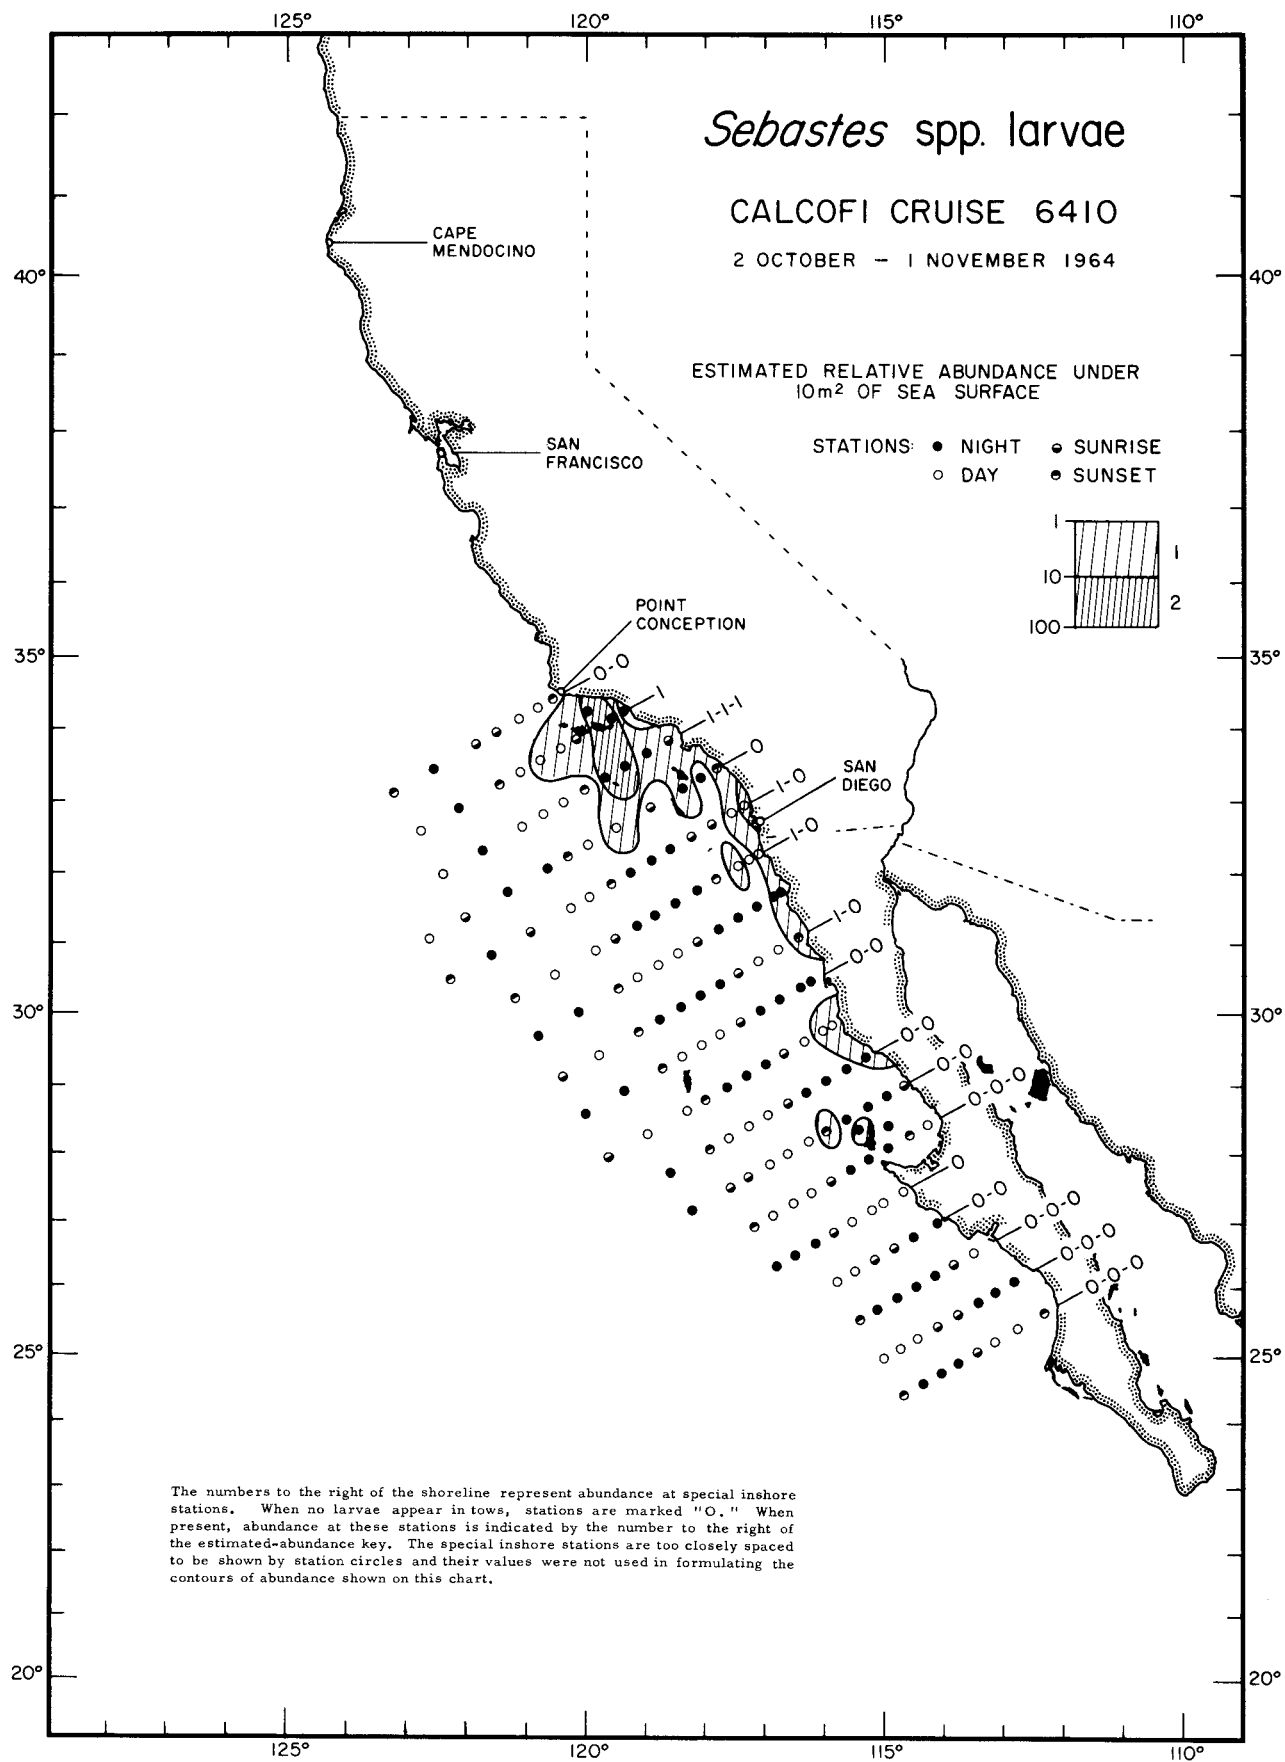 125° 120° 115° 110°
Sebastes spp. larvae
CALCOFI CRUISE 6410
2 OCTOBER – 1 NOVEMBER 1964
CAPE
MENDOCINO
40° 40°
ESTIMATED RELATIVE ABUNDANCE UNDER
10m² OF SEA SURFACE
STATIONS: ● NIGHT SUNRISE
○ DAY SUNSET
SAN
FRANCISCO
1
1
10
2
100
POINT
CONCEPTION
35° 35°
0-0
1
1-1-1
0
SAN
DIEGO
1-0
1-0
1-0
0-0
30° 30°
0-0
0-0
0-0-0
0
0-0
0-0-0
0-0-0
0-0-0
25° 25°
The numbers to the right of the shoreline represent abundance at special inshore
stations. When no larvae appear in tows, stations are marked "O." When
present, abundance at these stations is indicated by the number to the right of
the estimated-abundance key. The special inshore stations are too closely spaced
to be shown by station circles and their values were not used in formulating the
contours of abundance shown on this chart.
20° 20°
125° 120° 115° 110°